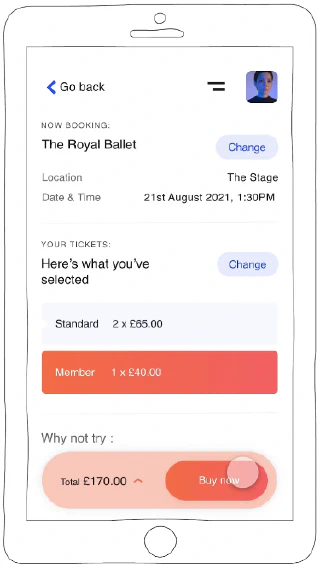 Go back
NOW BOOKING:
The Royal Ballet
Change
Location The Stage
Date & Time 21st August 2021, 1:30PM
YOUR TICKETS:
Here's what you've
selected
Change
Standard 2 x £65.00
Member 1 x £40.00
Why not try :
Total £170.00
Buy now